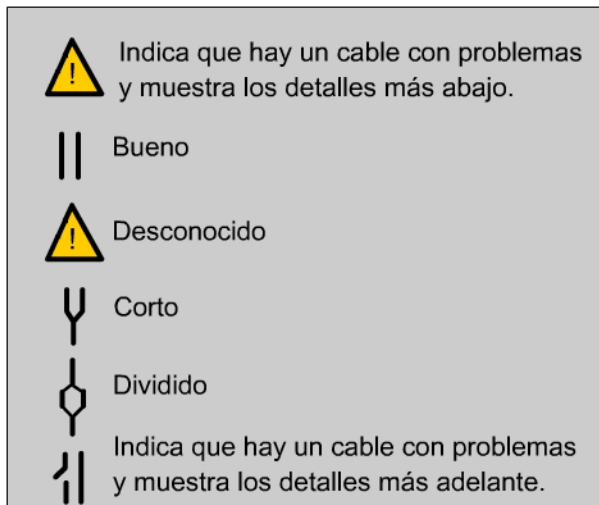 Indica que hay un cable con problemas
y muestra los detalles más abajo.
Bueno
Desconocido
Corto
Dividido
Indica que hay un cable con problemas
y muestra los detalles más adelante.